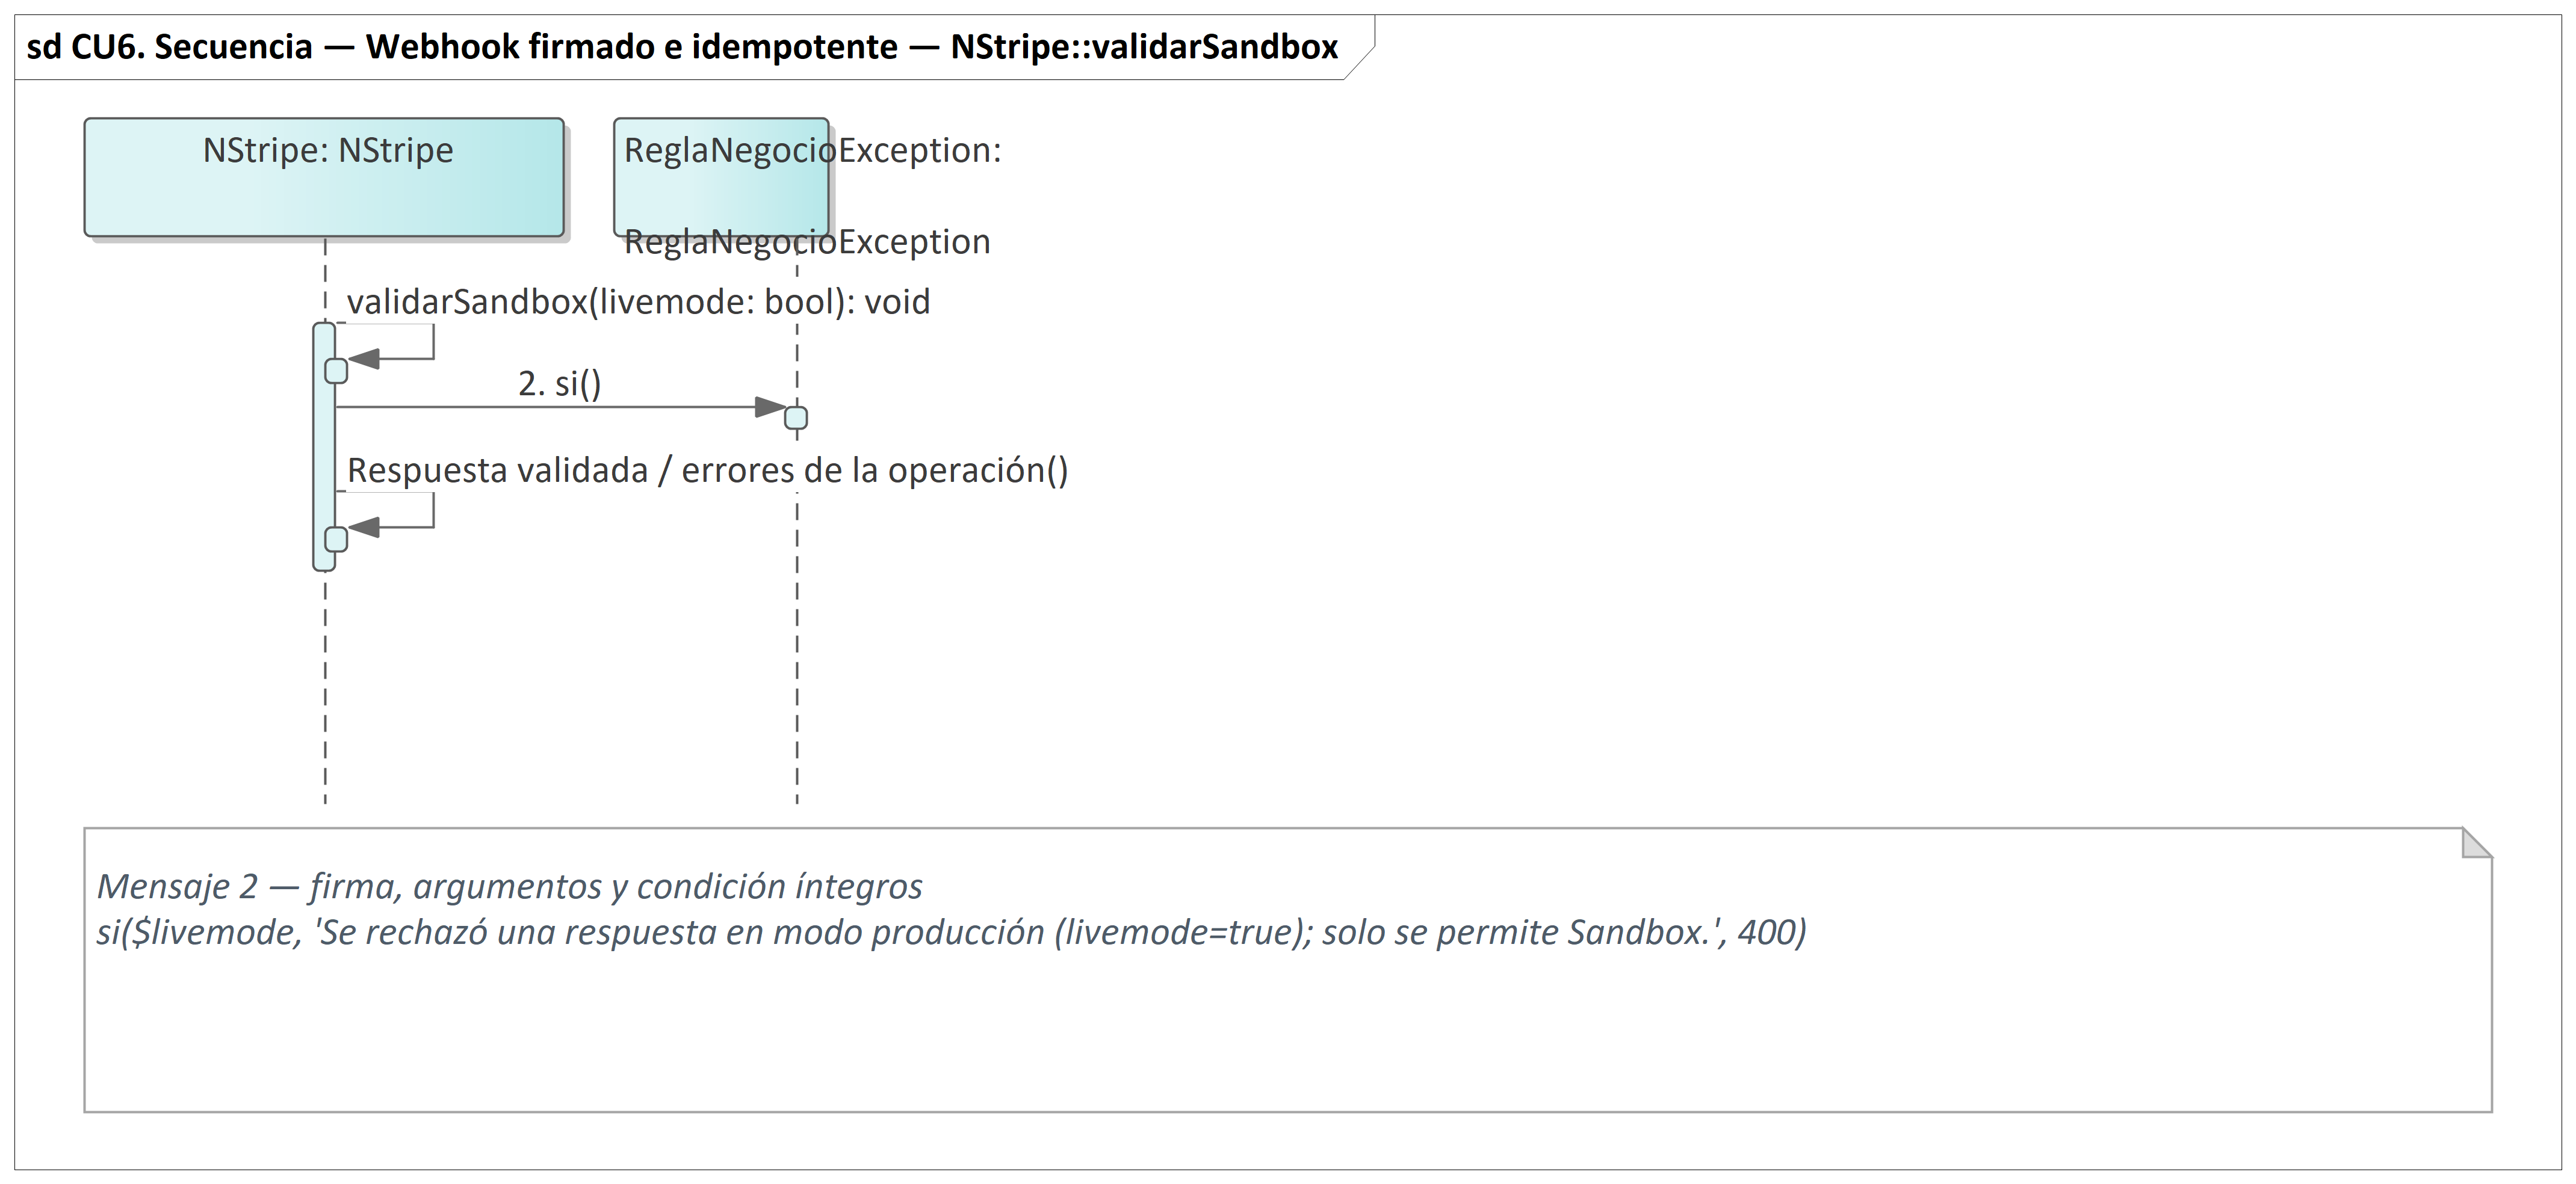 sd CU6. Secuencia — Webhook firmado e idempotente — NStripe::validarSandbox
NStripe: NStripe
ReglaNegocioException:
ReglaNegocioException
validarSandbox(livemode: bool): void
2. si()
Respuesta validada / errores de la operación()
Mensaje 2 — firma, argumentos y condición íntegros
si($livemode, 'Se rechazó una respuesta en modo producción (livemode=true); solo se permite Sandbox.', 400)